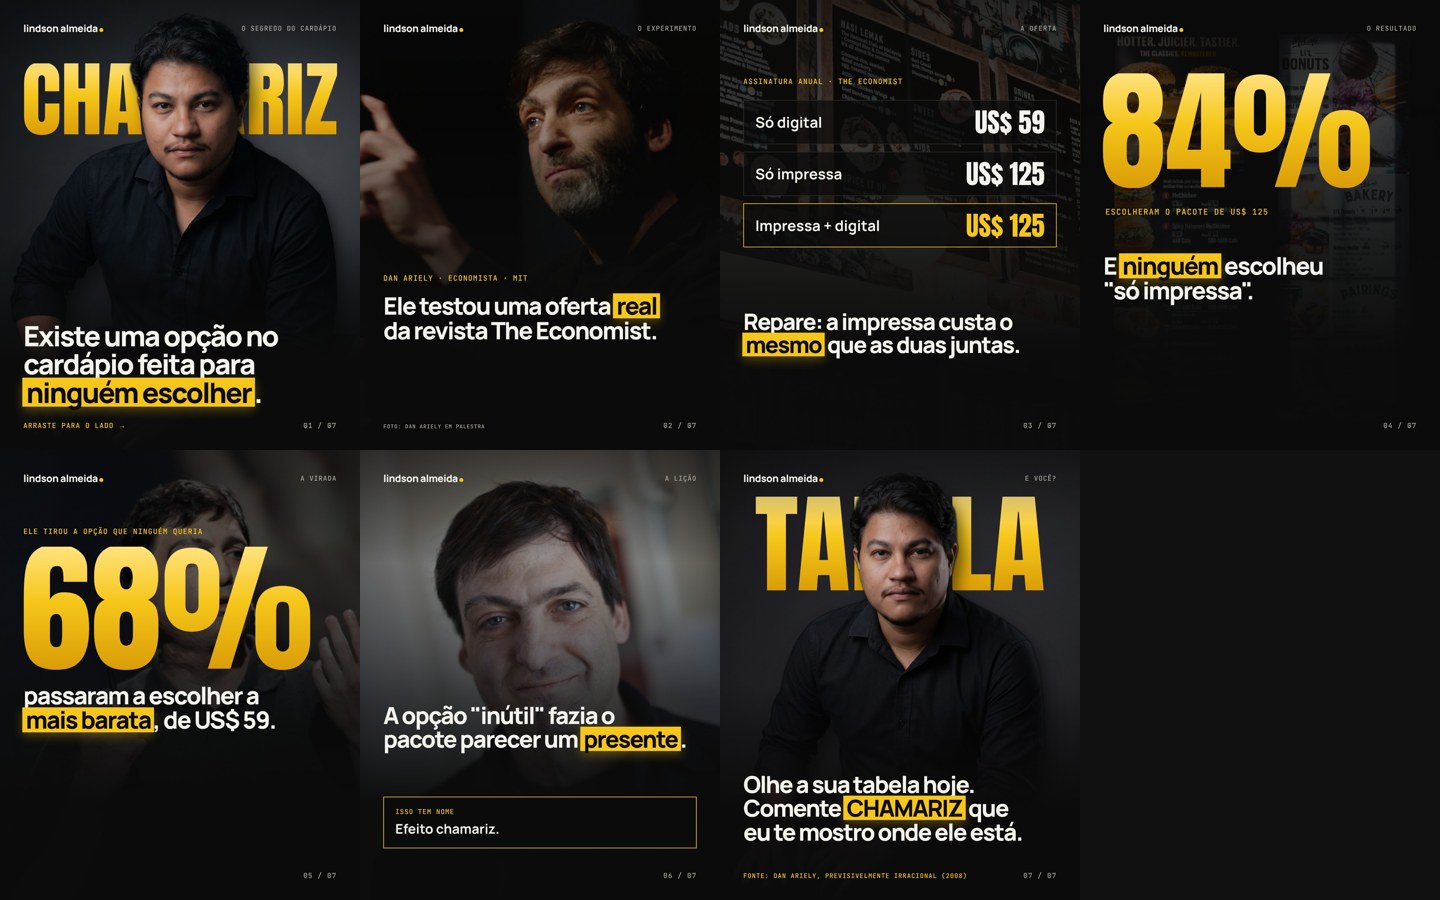 lindson almeida.
O SEGREDO DO CARDÁPIO
CHA RIZ
Existe uma opção no
cardápio feita para
ninguém escolher.
ARRASTE PARA O LADO →
01 / 07
lindson almeida.
O EXPERIMENTO
DAN ARIELY · ECONOMISTA · MIT
Ele testou uma oferta real
da revista The Economist.
FOTO: DAN ARIELY EM PALESTRA
02 / 07
lindson almeida.
A OFERTA
ASSINATURA ANUAL · THE ECONOMIST
Só digital US$ 59
Só impressa US$ 125
Impressa + digital US$ 125
Repare: a impressa custa o
mesmo que as duas juntas.
03 / 07
lindson almeida.
O RESULTADO
HOTTER. JUICIER. TASTIER
DONUTS
84%
BAKERY
ESCOLHERAM O PACOTE DE US$ 125
E ninguém escolheu
"só impressa".
04 / 07
lindson almeida.
A VIRADA
ELE TIROU A OPÇÃO QUE NINGUÉM QUERIA
68%
passaram a escolher a
mais barata, de US$ 59.
05 / 07
lindson almeida.
A LIÇÃO
A opção "inútil" fazia o
pacote parecer um presente.
ISSO TEM NOME
Efeito chamariz.
06 / 07
lindson almeida.
E VOCÊ?
TA LA
Olhe a sua tabela hoje.
Comente CHAMARIZ que
eu te mostro onde ele está.
FONTE: DAN ARIELY, PREVISIVELMENTE IRRACIONAL (2008)
07 / 07